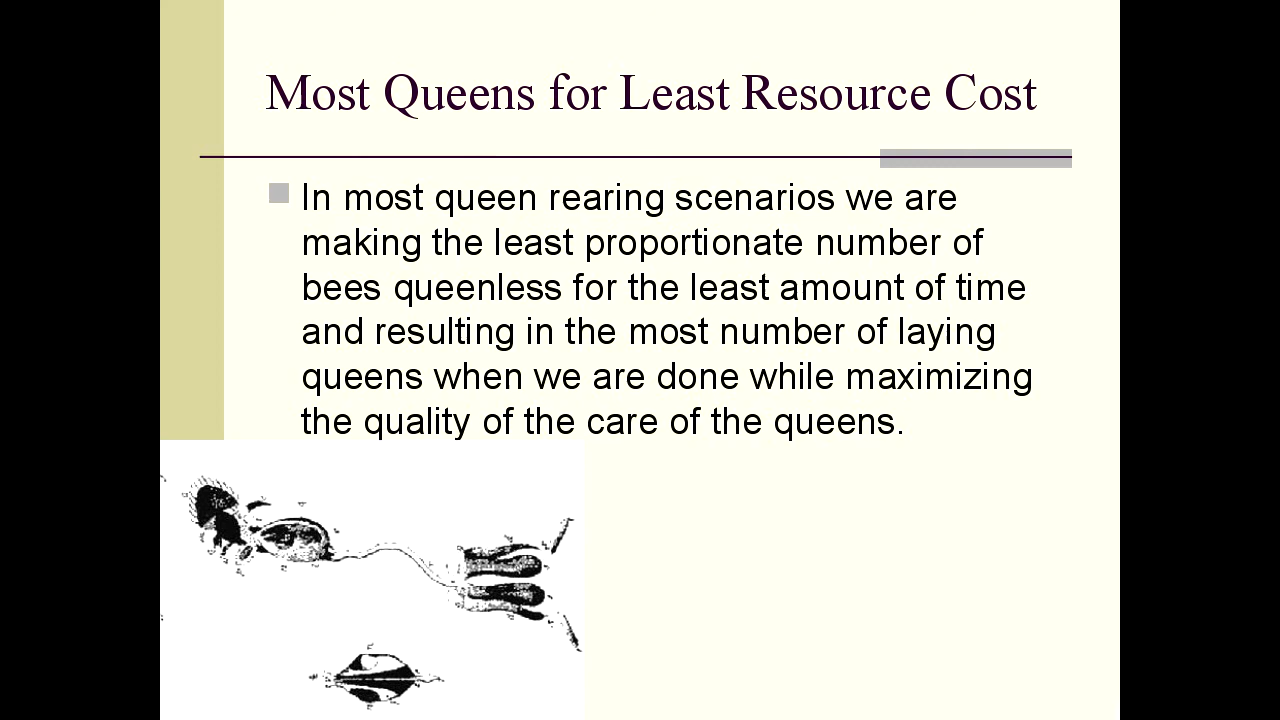 Most Queens for Least Resource Cost
In most queen rearing scenarios we are
making the least proportionate number of
bees queenless for the least amount of time
and resulting in the most number of laying
queens when we are done while maximizing
the quality of the care of the queens.